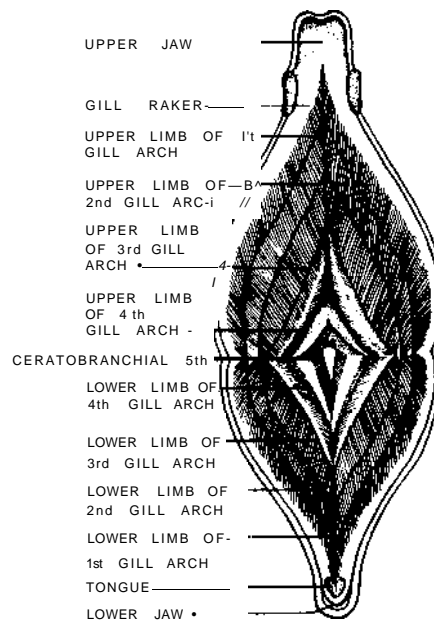 UPPER JAW
GILL RAKER-
UPPER LIMB OF I't
GILL ARCH
UPPER LIMB OF—B^
2nd GILL ARC-i //
UPPER LIMB
OF 3rd GILL
ARCH • 4-
I
UPPER LIMB
OF 4 th
GILL ARCH -
CERATOBRANCHIAL 5th
LOWER LIMB OF
4th GILL ARCH
LOWER LIMB OF
3rd GILL ARCH
LOWER LIMB OF
2nd GILL ARCH
LOWER LIMB OF-
1st GILL ARCH
TONGUE
LOWER JAW •